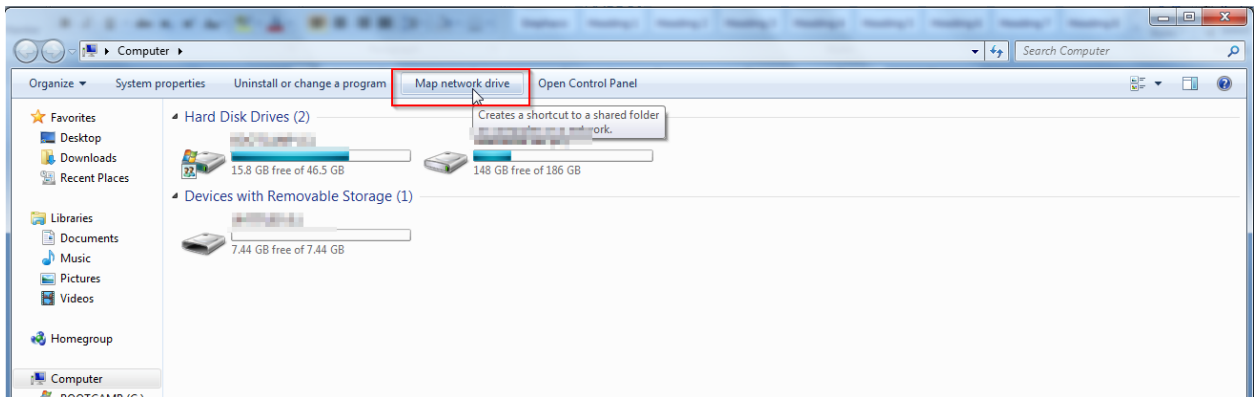 Computer
Search Computer
Organize
System properties
Uninstall or change a program
Map network drive
Open Control Panel
Favorites
Desktop
Downloads
Recent Places
Libraries
Documents
Music
Pictures
Videos
Homegroup
Computer
Hard Disk Drives (2)
15.8 GB free of 46.5 GB
Creates a shortcut to a shared folder
148 GB free of 186 GB
Devices with Removable Storage (1)
7.44 GB free of 7.44 GB